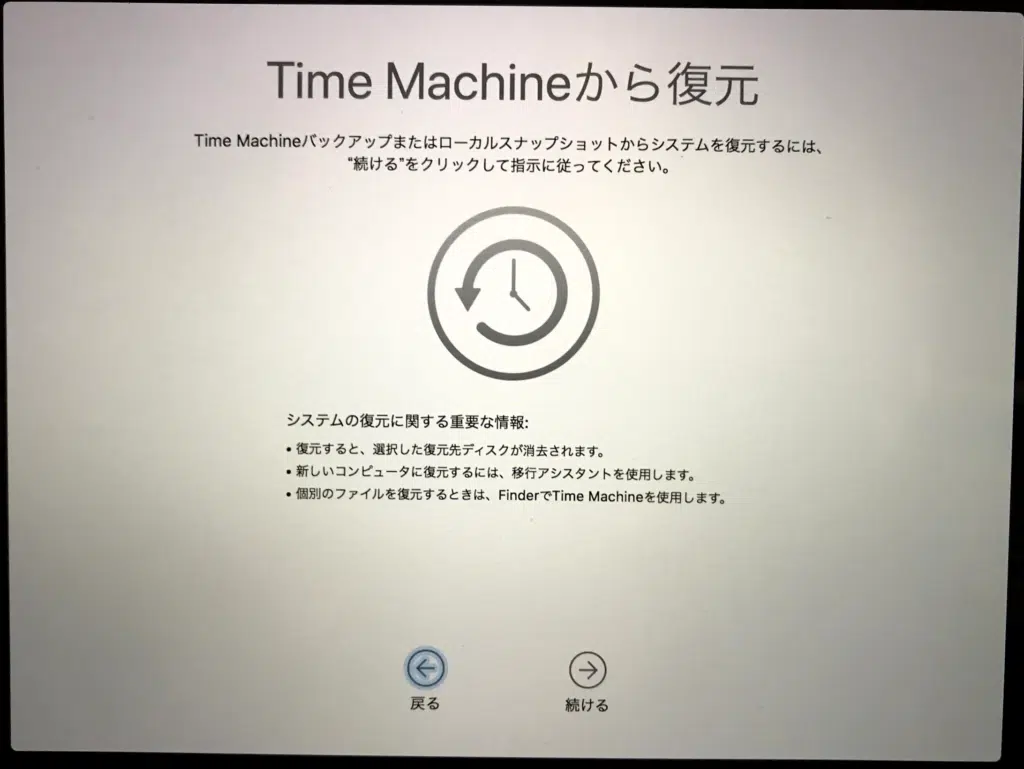 Time Machineから復元
Time Machineバックアップまたはローカルスナップショットからシステムを復元するには、
“続ける”をクリックして指示に従ってください。
システムの復元に関する重要な情報:
• 復元すると、選択した復元先ディスクが消去されます。
• 新しいコンピュータに復元するには、移行アシスタントを使用します。
• 個別のファイルを復元するときは、FinderでTime Machineを使用します。
戻る
続ける